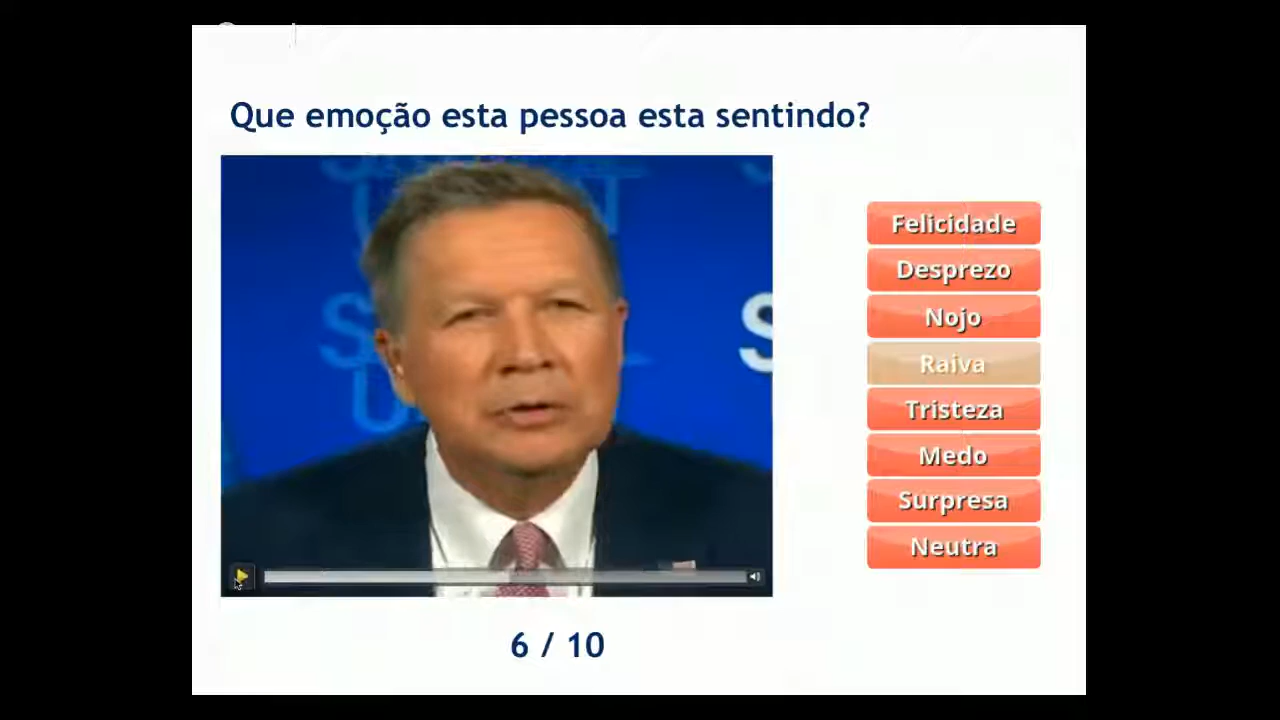 Que emoção esta pessoa esta sentindo?
Felicidade
Desprezo
Nojo
Raiva
Tristeza
Medo
Surpresa
Neutra
6 / 10